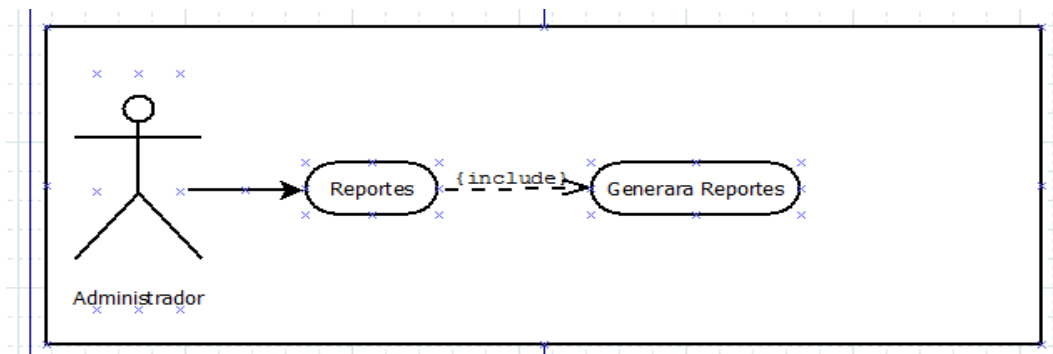 Reportes
{include}
Generara Reportes
Administrador